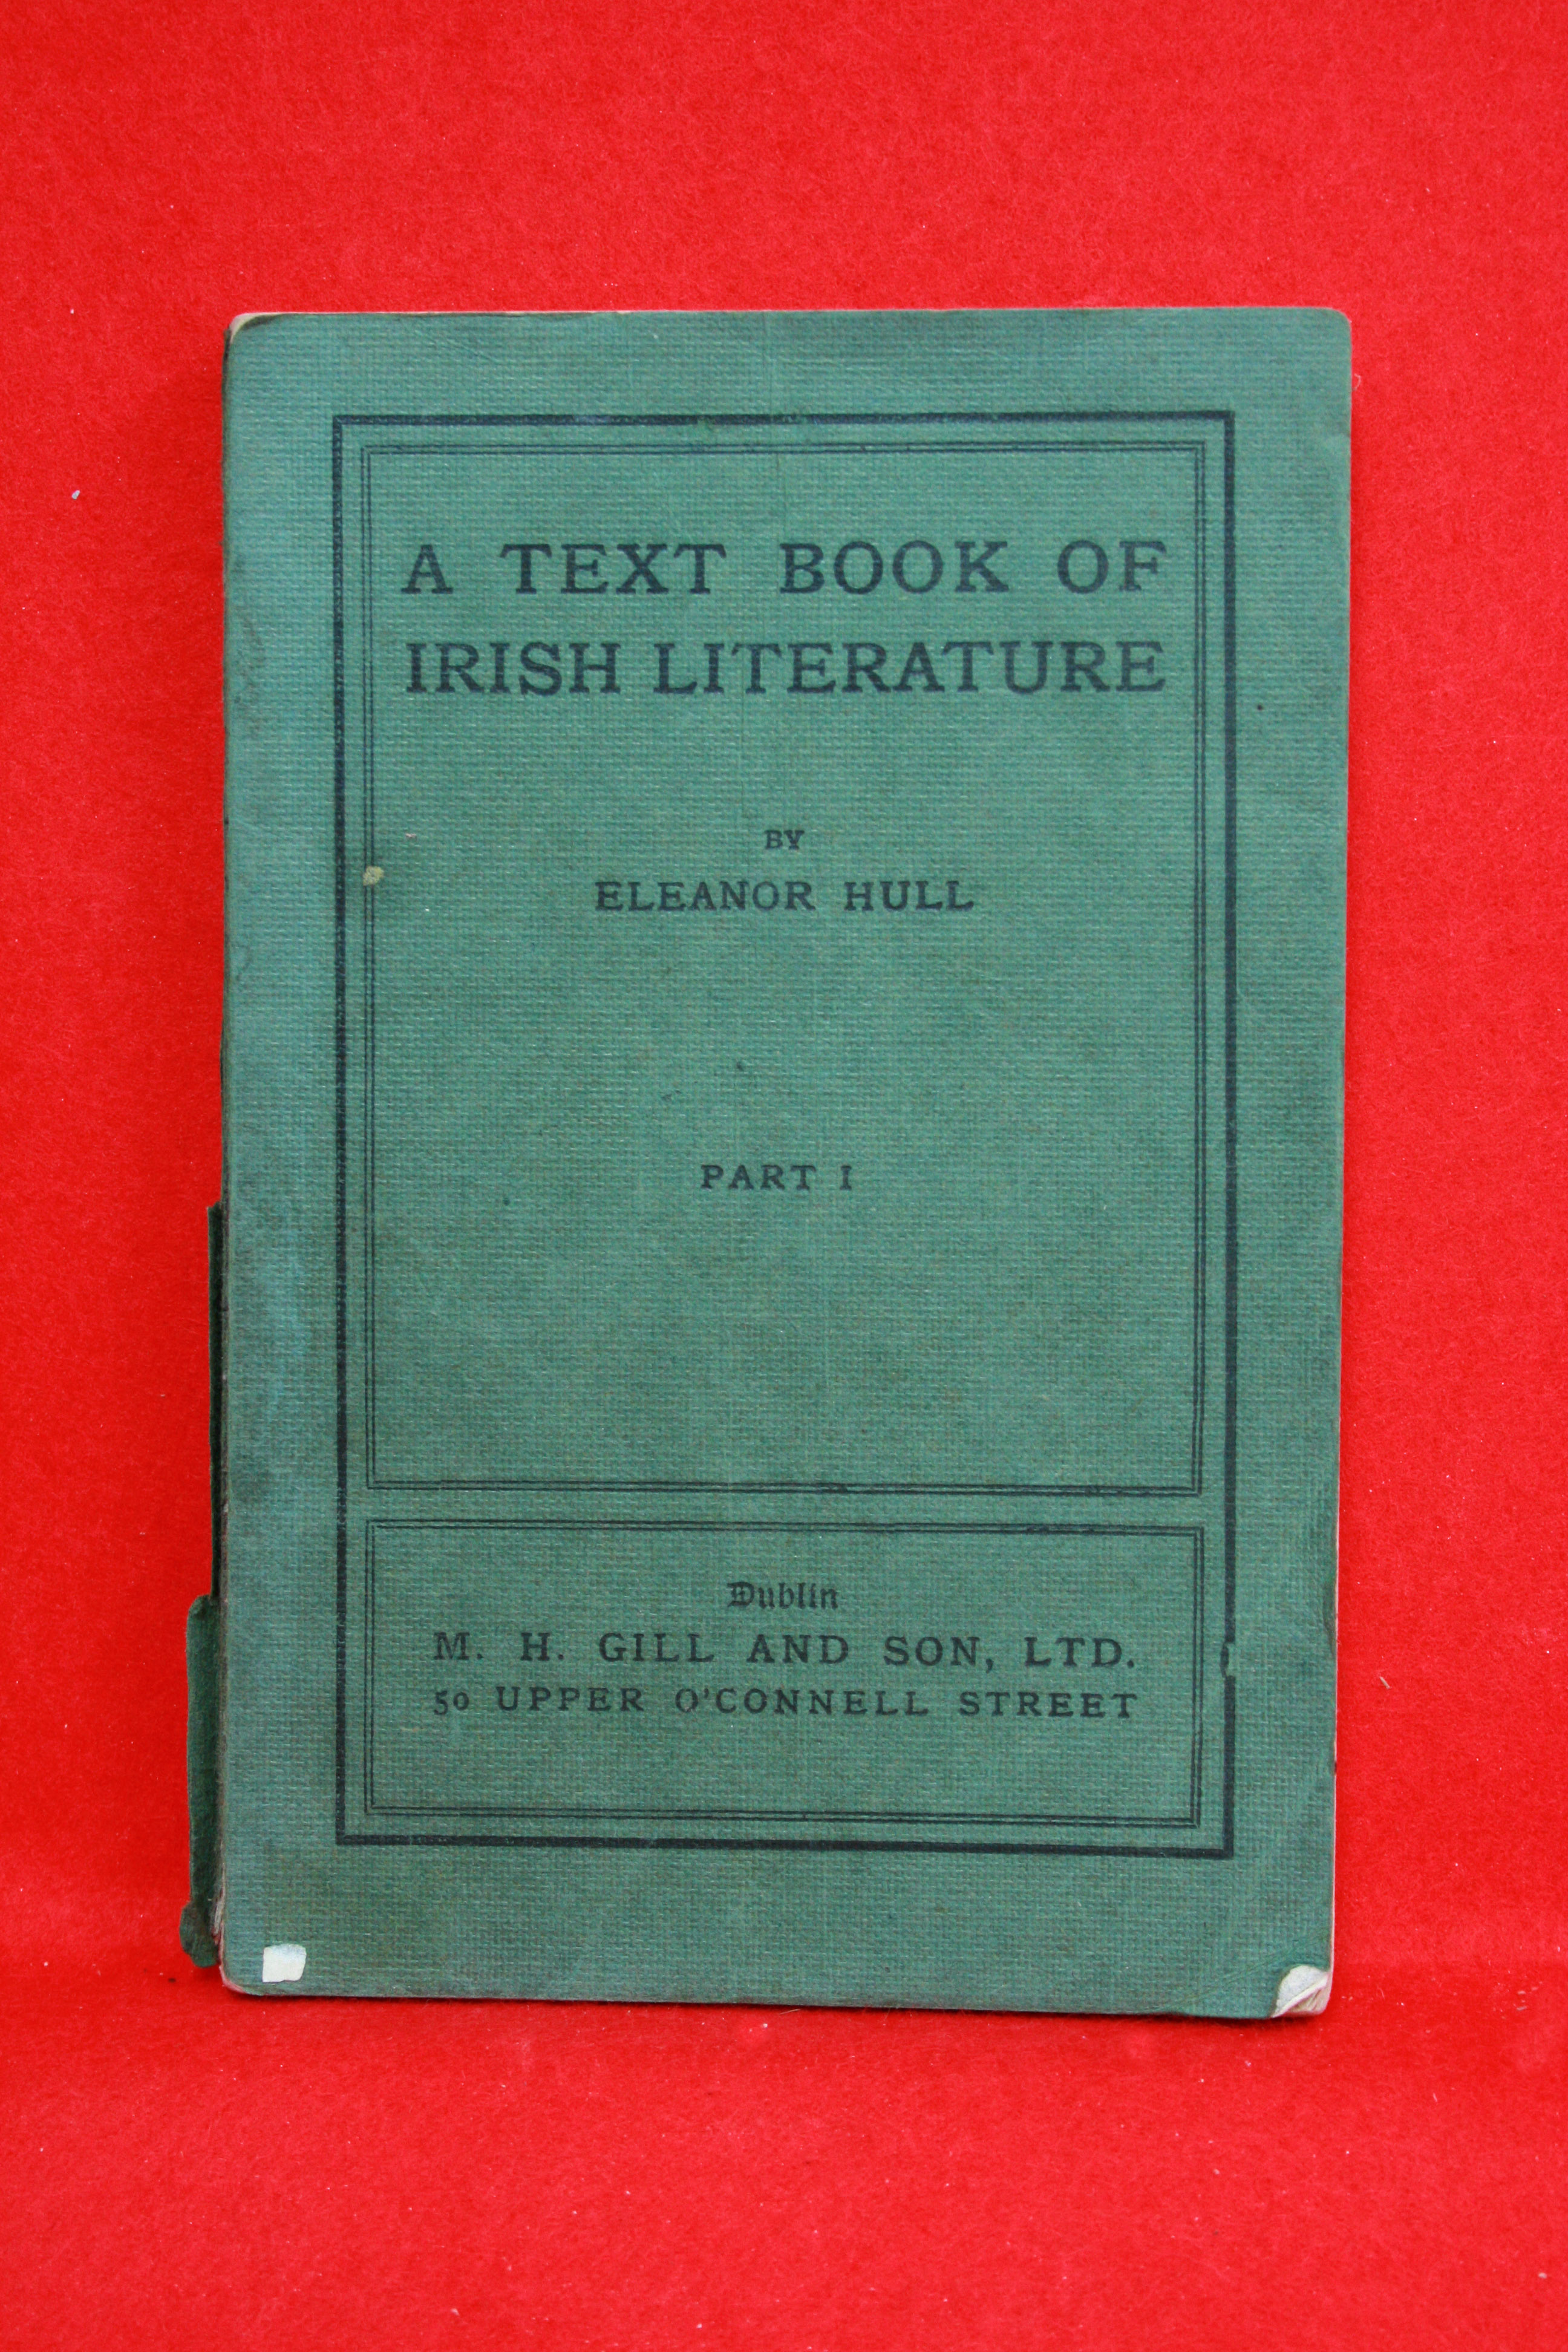 A TEXT BOOK OF
IRISH LITERATURE
BY
ELEANOR HULL
PART I
Dublin
M. H. GILL AND SON, LTD.
50 UPPER O'CONNELL STREET